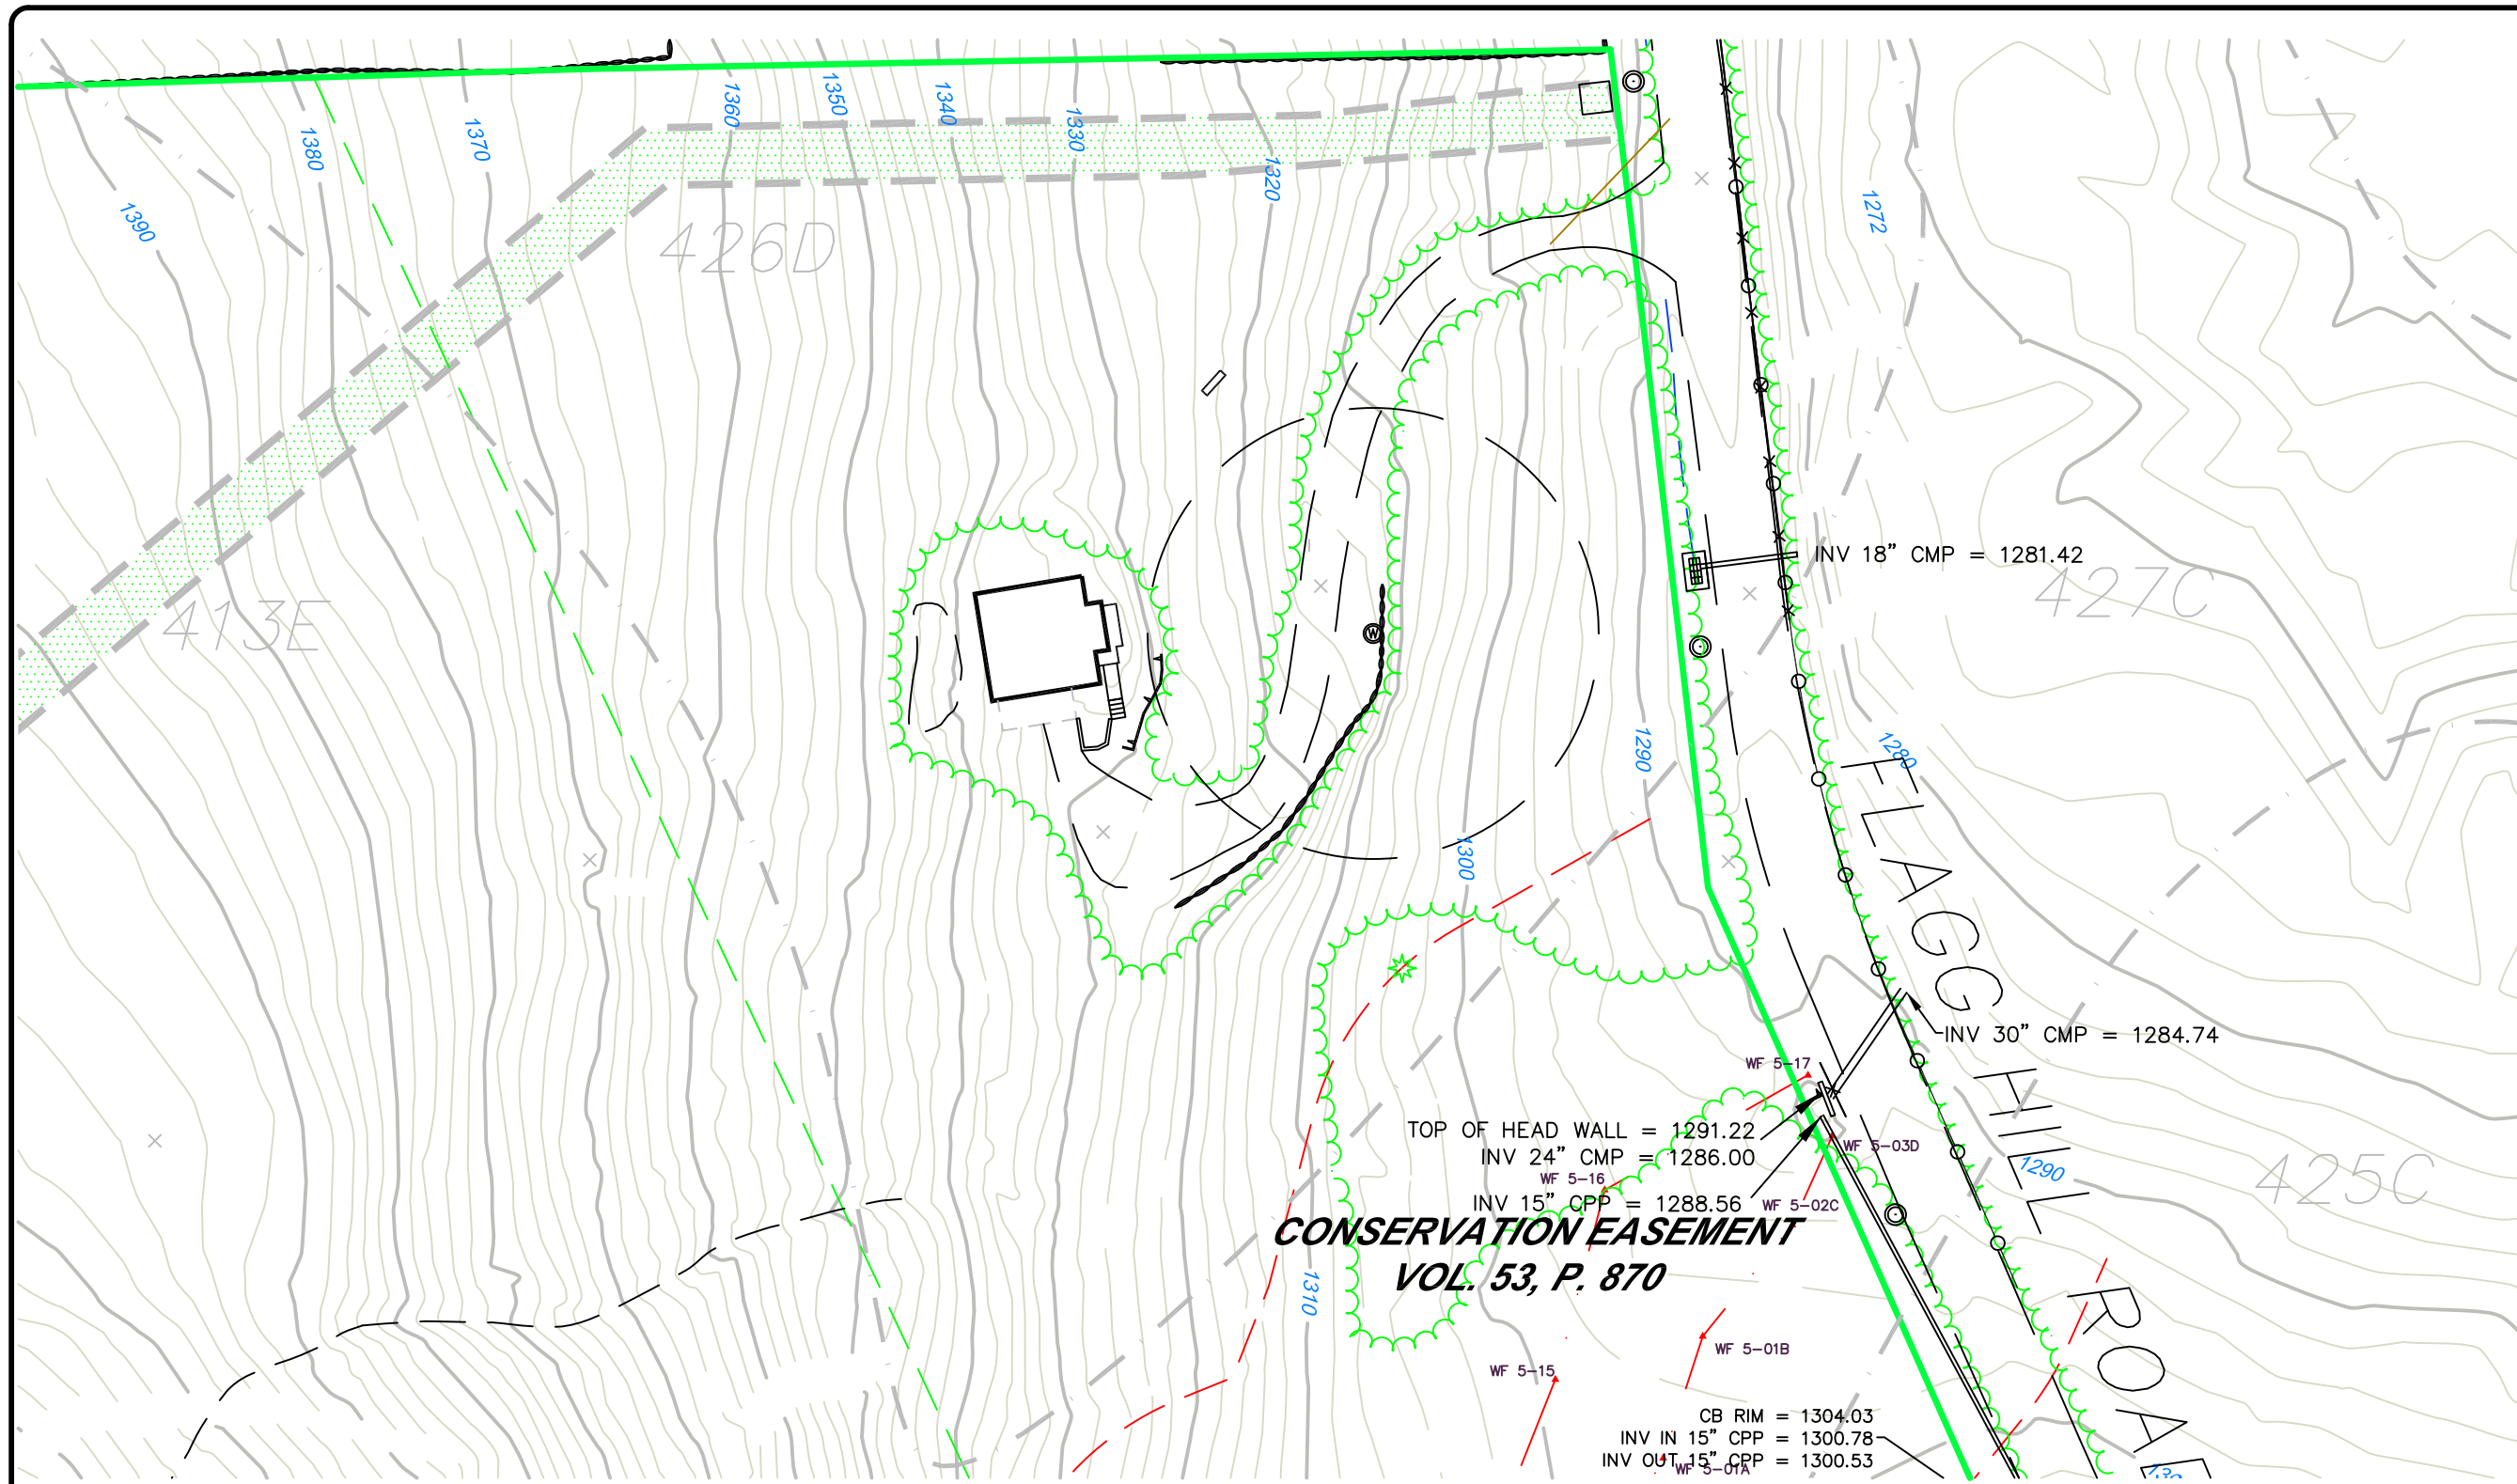 1360
1350
1340
1330
1320
1380
1370
1390
1272
426D
413E
INV 18" CMP = 1281.42
427C
W
1290
1280
1300
FLAGG HILL ROA
INV 30" CMP = 1284.74
WF 5-17
TOP OF HEAD WALL = 1291.22
INV 24" CMP = 1286.00
WF 5-03D
WF 5-16
INV 15" CPP = 1288.56
WF 5-02C
1290
425C
CONSERVATION EASEMENT
VOL. 53, P. 870
1310
WF 5-01B
WF 5-15
CB RIM = 1304.03
INV IN 15" CPP = 1300.78
INV OUT 15" CPP = 1300.53
WF 5-01A